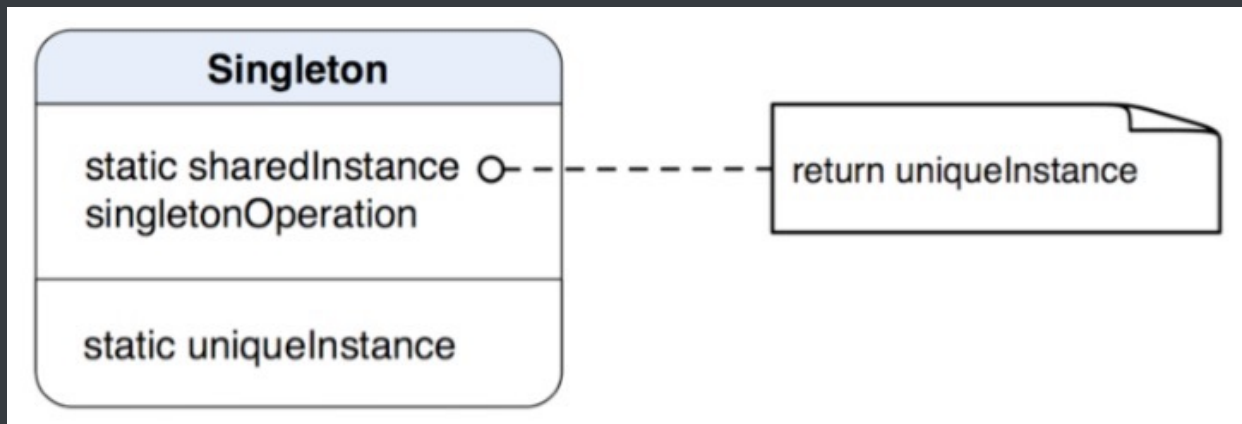 Singleton
static sharedInstance
singletonOperation
static uniqueInstance
return uniqueInstance